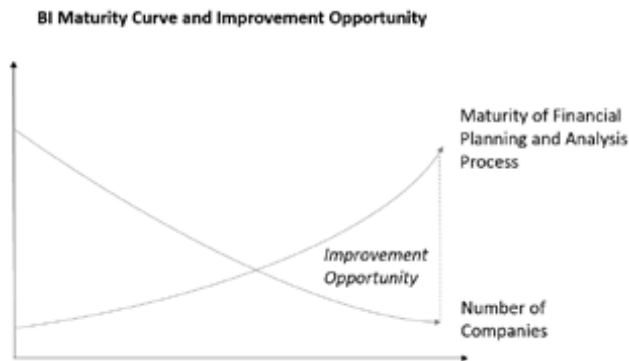 BI Maturity Curve and Improvement Opportunity
Maturity of Financial
Planning and Analysis
Process
Improvement
Opportunity
Number of
Companies